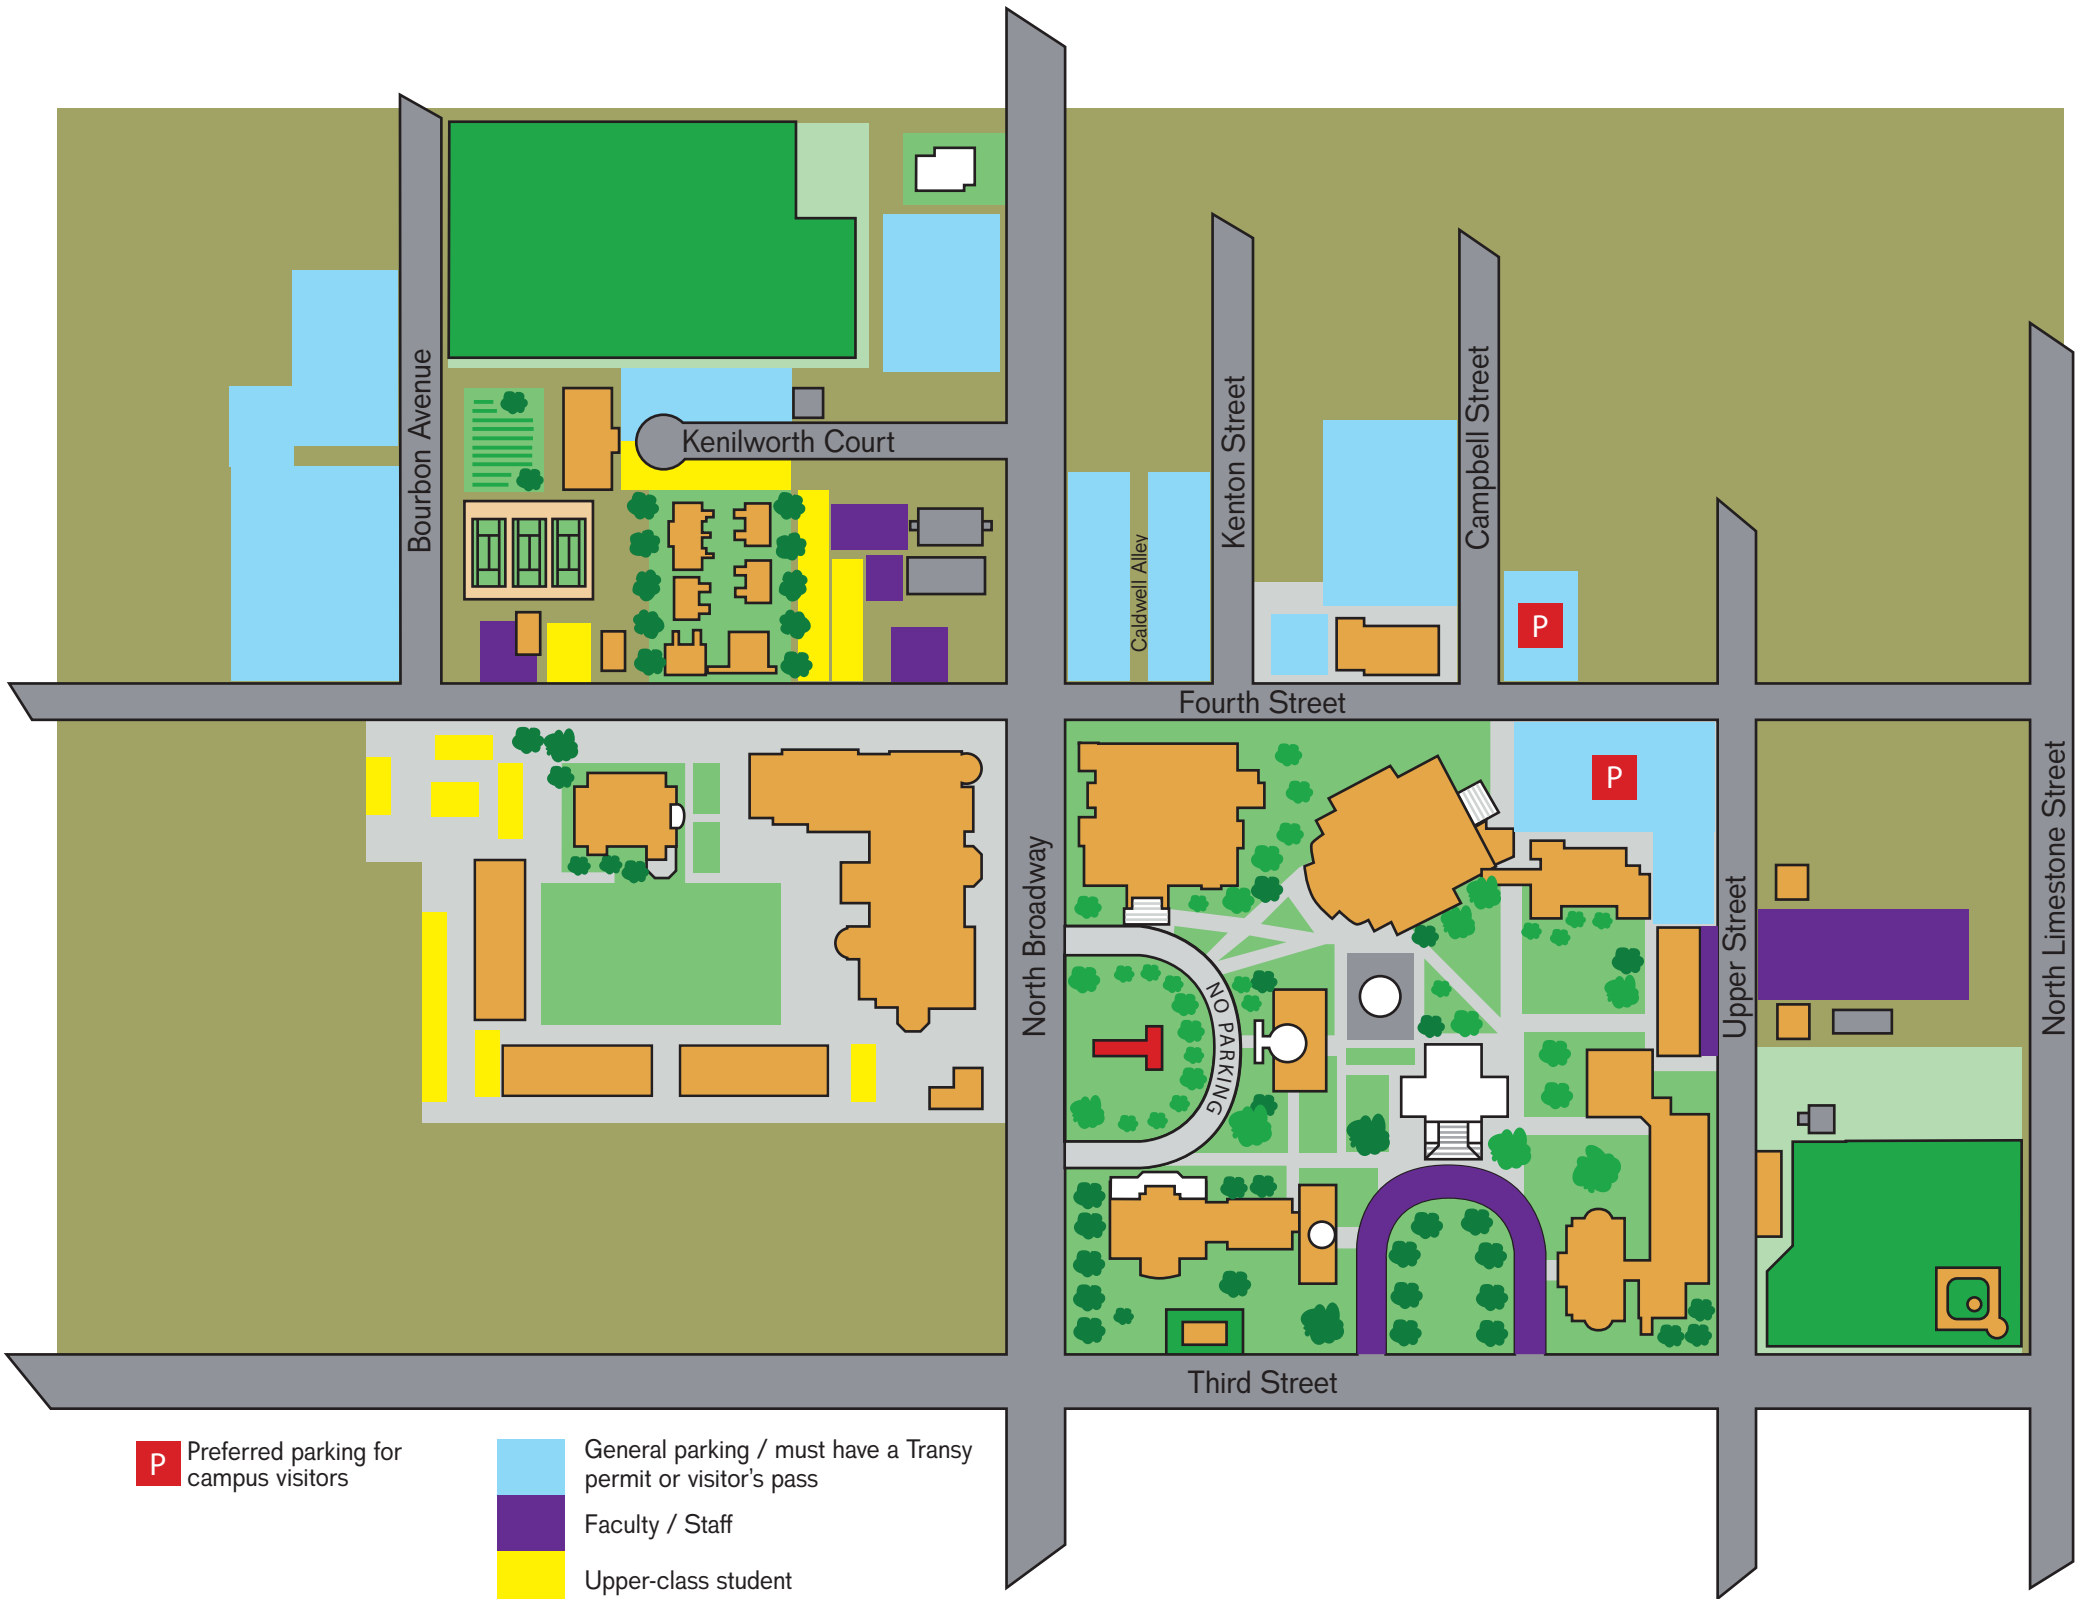 Bourbon Avenue
Kenilworth Court
Kenton Street
Campbell Street
Caldwell Alley
P
Fourth Street
P
North Broadway
NO PARKING
Upper Street
North Limestone Street
Third Street
P
Preferred parking for
campus visitors
General parking / must have a Transy
permit or visitor's pass
Faculty / Staff
Upper-class student